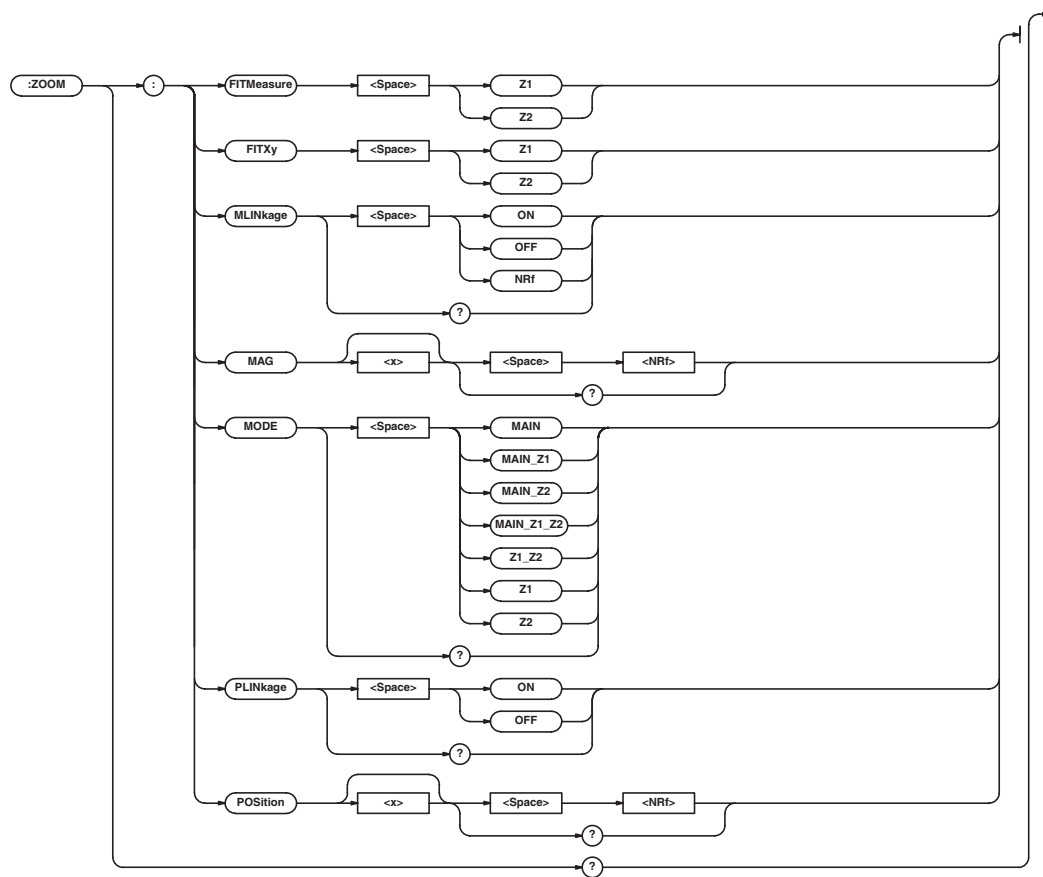 :ZOOM : FITMeasure <Space> Z1
Z2
FITXy <Space> Z1
Z2
MLINkage <Space> ON
OFF
NRf
?
MAG <x> <Space> <NRf>
?
MODE <Space> MAIN
MAIN_Z1
MAIN_Z2
MAIN_Z1_Z2
Z1_Z2
Z1
Z2
?
PLINkage <Space> ON
OFF
?
POSition <x> <Space> <NRf>
?
?